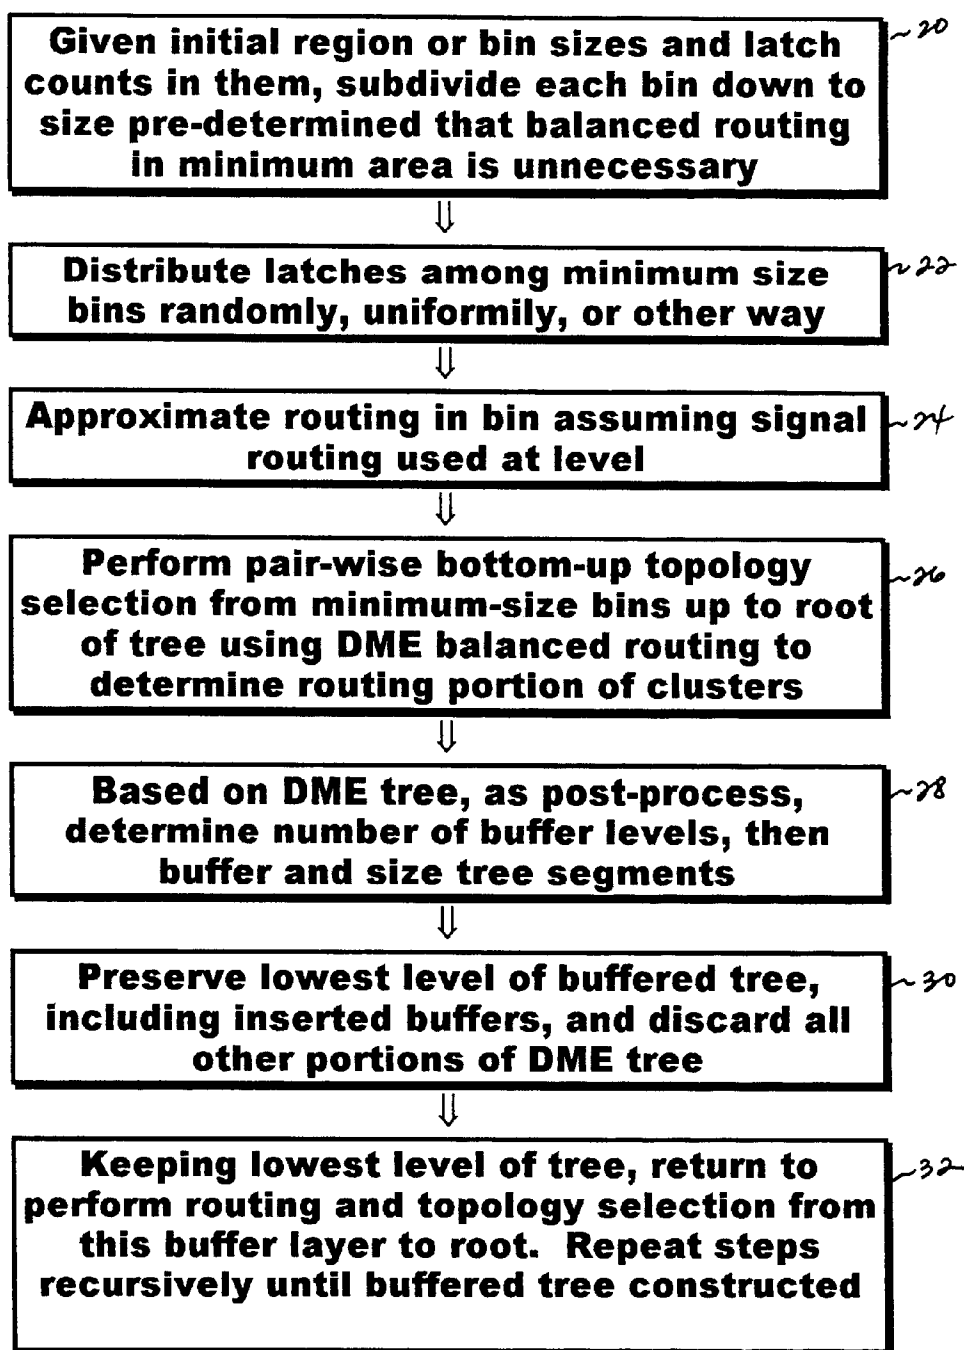 Given initial region or bin sizes and latch
counts in them, subdivide each bin down to
size pre-determined that balanced routing
in minimum area is unnecessary
~20
⇓
Distribute latches among minimum size
bins randomly, uniformily, or other way
~22
⇓
Approximate routing in bin assuming signal
routing used at level
~24
⇓
Perform pair-wise bottom-up topology
selection from minimum-size bins up to root
of tree using DME balanced routing to
determine routing portion of clusters
~26
⇓
Based on DME tree, as post-process,
determine number of buffer levels, then
buffer and size tree segments
~28
⇓
Preserve lowest level of buffered tree,
including inserted buffers, and discard all
other portions of DME tree
~30
⇓
Keeping lowest level of tree, return to
perform routing and topology selection from
this buffer layer to root. Repeat steps
recursively until buffered tree constructed
~32